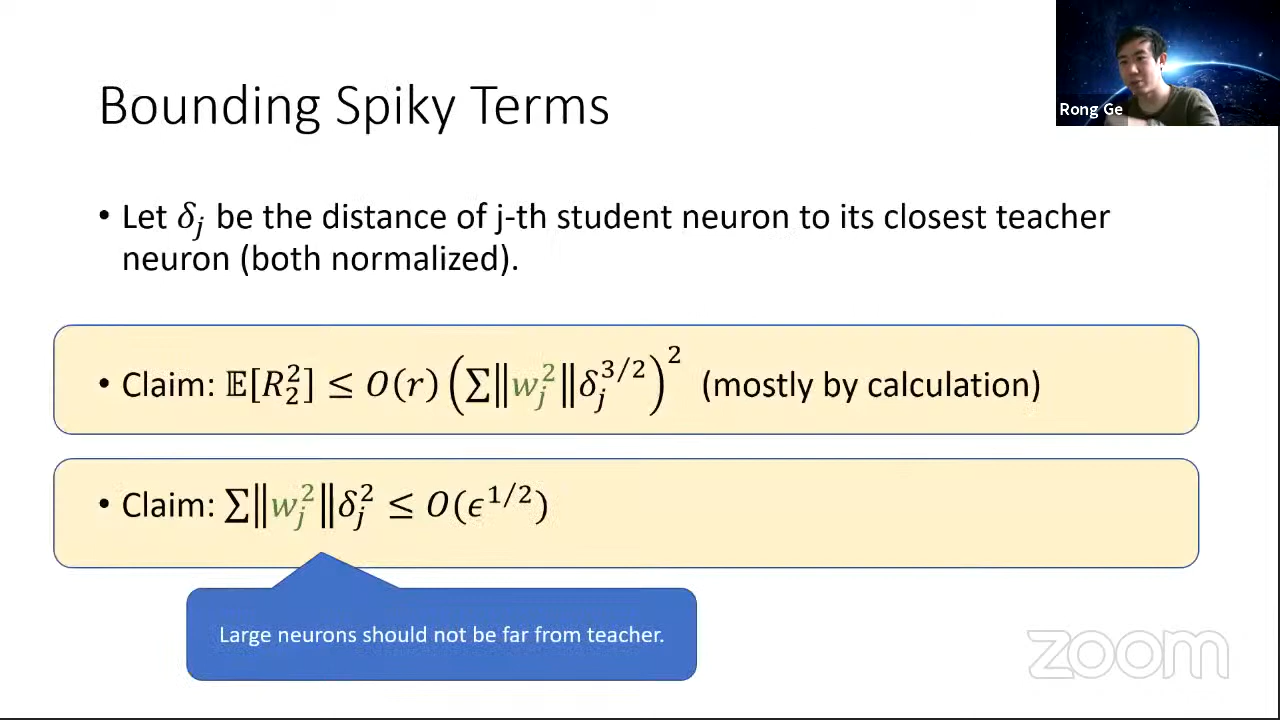 Bounding Spiky Terms
Rong Ge
• Let δ_j be the distance of j-th student neuron to its closest teacher
neuron (both normalized).
• Claim: 𝔼[R_2^2] ≤ O(r)(∑‖w_j^2‖δ_j^{3/2})^2 (mostly by calculation)
• Claim: ∑‖w_j^2‖δ_j^2 ≤ O(ϵ^{1/2})
Large neurons should not be far from teacher.
zoom